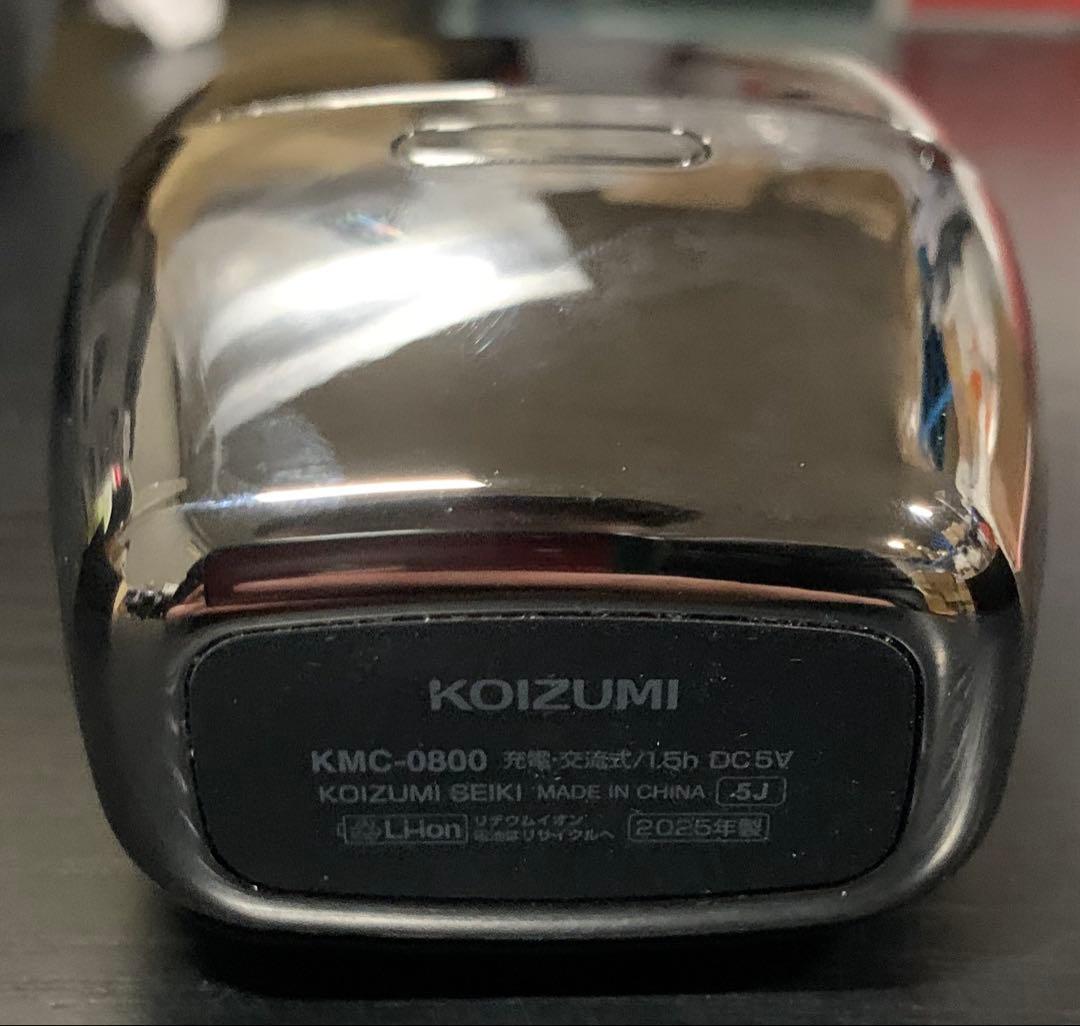 KOIZUMI
KMC-0800 充電・交流式/1.5h DC5V
KOIZUMI SEIKI MADE IN CHINA 5J
Li-ion リチウムイオン 2025年製
電池はリサイクルへ